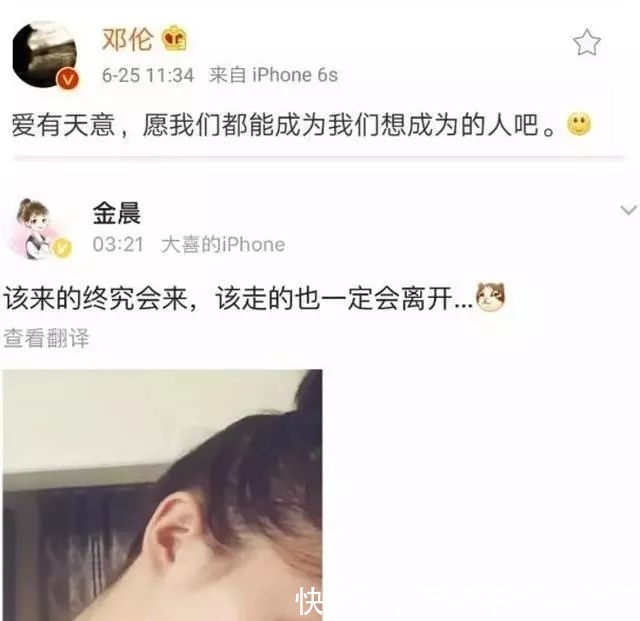 邓伦
6-25 11:34 来自 iPhone 6s
爱有天意，愿我们都能成为我们想成为的人吧。
金晨
03:21 大喜的iPhone
该来的终究会来，该走的也一定会离开...
查看翻译
快